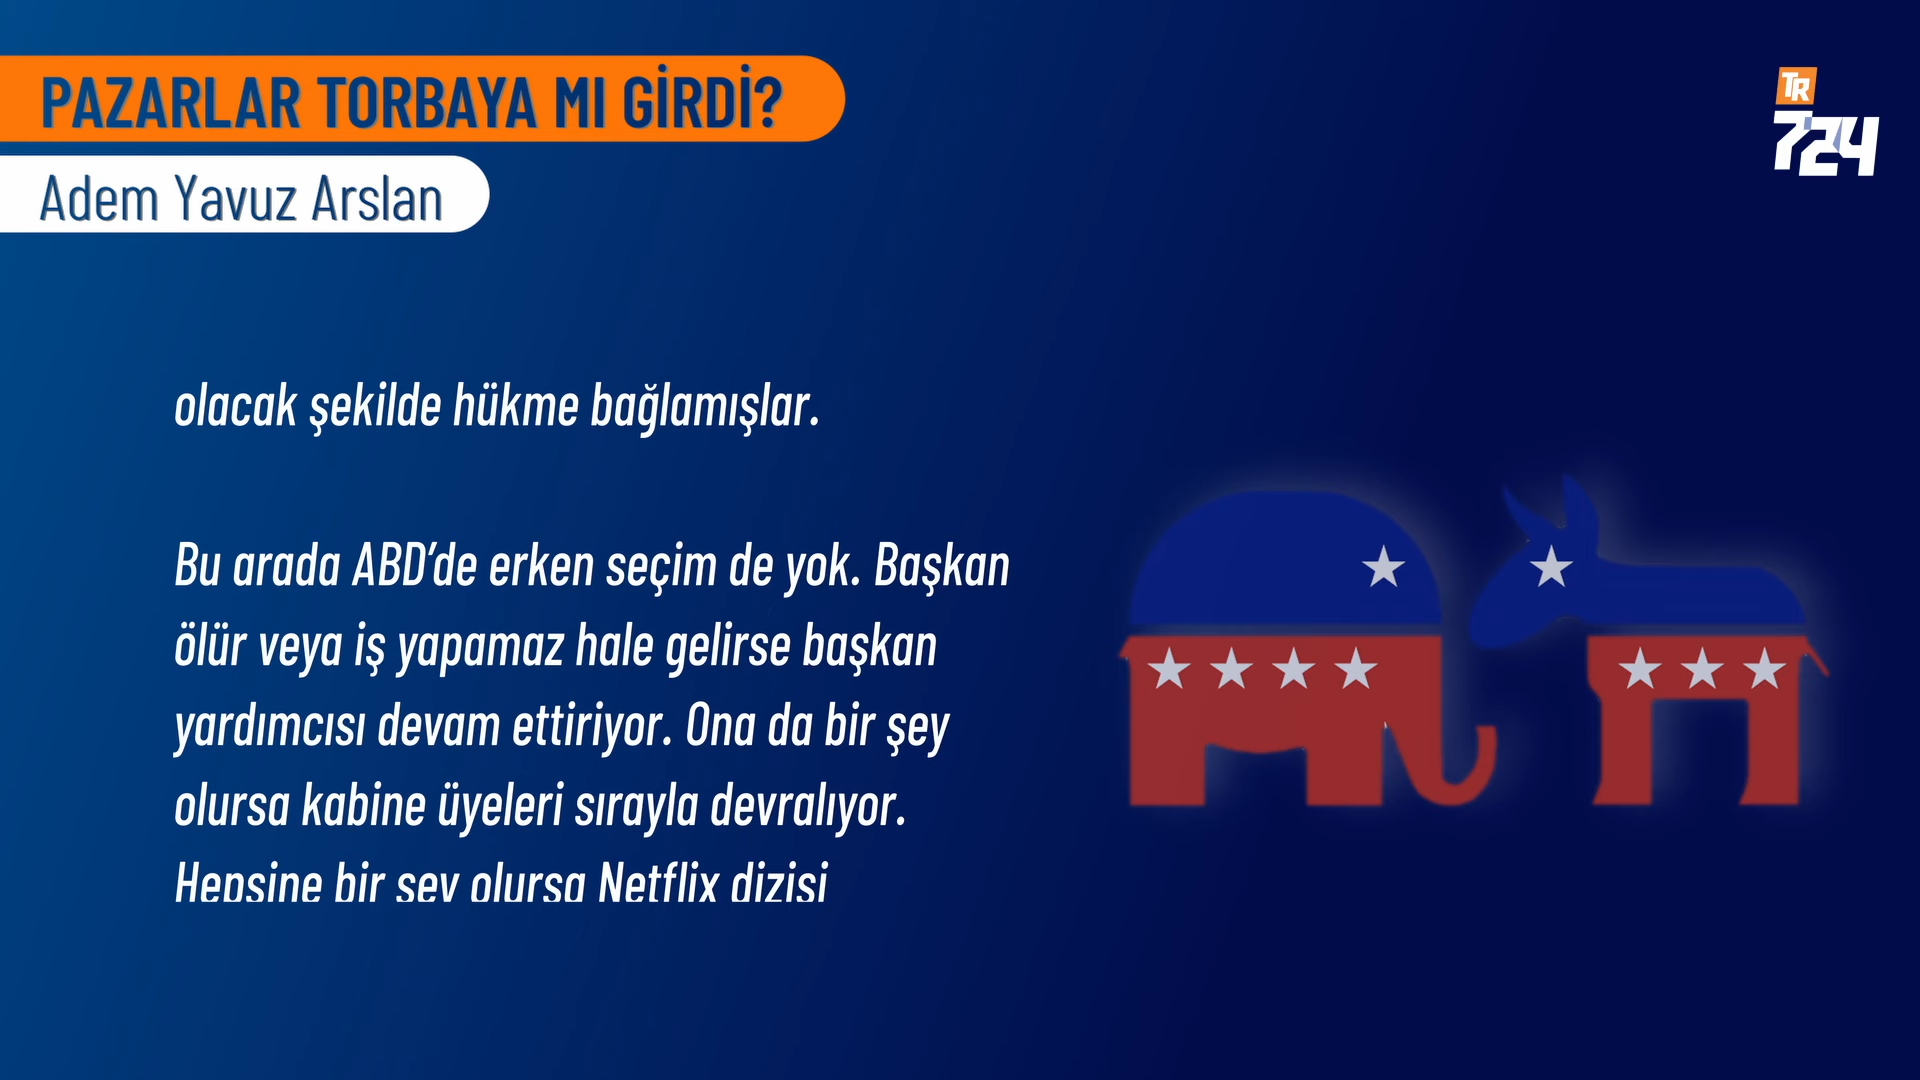 PAZARLAR TORBAYA MI GİRDİ?
Adem Yavuz Arslan
TR
7/24
olacak şekilde hükme bağlamışlar.
Bu arada ABD’de erken seçim de yok. Başkan
ölür veya iş yapamaz hale gelirse başkan
yardımcısı devam ettiriyor. Ona da bir şey
olursa kabine üyeleri sırayla devralıyor.
Hepsine bir şey olursa Netflix dizisi